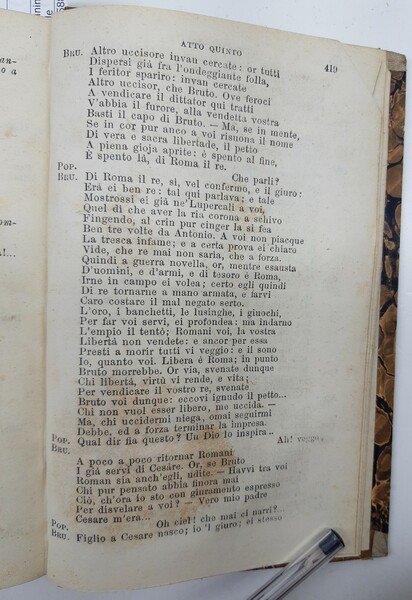 ATTO QUINTO
419
BRU. Altro uccisore invan cercate: or tutti
Dispersi già fra l'ondeggiante folla,
I feritor spariro: invan cercate
Altro uccisor, che Bruto. Ove feroci
A vendicare il dittator qui tratti
V'abbia il furore, alla vendetta vostra
Basti il capo di Bruto. — Ma, se in mente,
Se in cor pur anco a voi risuona il nome
Di vera e sacra libertade, il petto
A piena gioja aprite: è spento al fine,
È spento là, di Roma il re.
POP. Che parli?
BRU. Di Roma il re, sì, vel confermo, e il giuro:
Era ei ben re: tal qui parlava; e tale
Mostrossi ei già ne' Lupercali a voi,
Quel dì che aver la ria corona a schivo
Fingendo, al crin pur cinger la si fea
Ben tre volte da Antonio. A voi non piacque
La tresca infame; e a certa prova ei chiaro
Vide, che re mai non saria, che a forza.
Quindi a guerra novella, or, mentre esausta
D'uomini, e d'armi, e di tesoro è Roma,
Irne in campo ei volea; certo egli quindi
Di re tornarne a mano armata, e farvi
Caro costare il mal negato serto.
L'oro, i banchetti, le lusinghe, i giuochi,
Per far voi servi, ei profondea: ma indarno
L'empio il tentò; Romani voi, la vostra
Libertà non vendete: e ancor per essa
Presti a morir tutti vi veggio: e il sono
Io, quanto voi. Libera è Roma; in punto
Bruto morrebbe. Or via, svenate dunque
Chi libertà, virtù vi rende, e vita;
Per vendicare il vostro re, svenate
Bruto voi dunque: eccovi ignudo il petto...
Chi non vuol esser libero, me uccida. —
Ma, chi uccidermi niega, omai seguirmi
Debbe, ed a forza terminar la impresa.
POP. Qual dir fia questo? Un Dio lo inspira..
BRU. Ah! veggo,
A poco a poco ritornar Romani
I già servi di Cesare. Or, se Bruto
Roman sia anch'egli, udite. — Havvi tra voi
Chi pur pensato abbia finora mai
Ciò, ch'ora io sto con giuramento espresso
Per disvelare a voi? — Vero mio padre
Cesare m'era...
POP. Oh ciel! che mai ci narri?...
BRU. Figlio a Cesare nasco; io 'l giuro; ei stesso